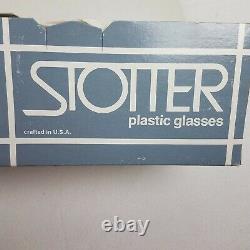 STOTTER
plastic glasses
crafted in U.S.A.